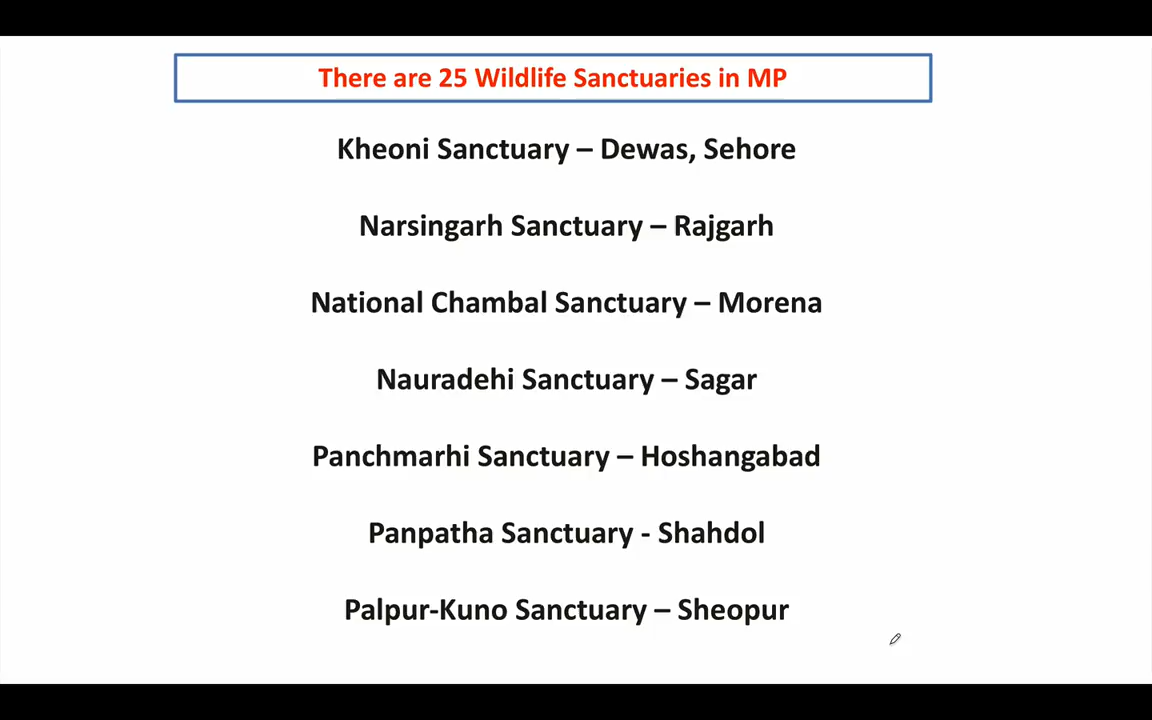 There are 25 Wildlife Sanctuaries in MP
Kheoni Sanctuary – Dewas, Sehore
Narsingarh Sanctuary – Rajgarh
National Chambal Sanctuary – Morena
Nauradehi Sanctuary – Sagar
Panchmarhi Sanctuary – Hoshangabad
Panpatha Sanctuary - Shahdol
Palpur-Kuno Sanctuary – Sheopur